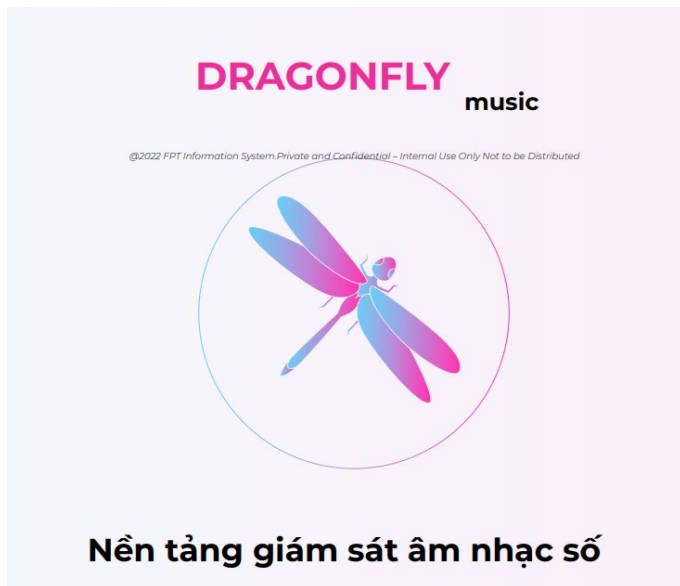 DRAGONFLY
music
@2022 FPT Information System.Private and Confidential – Internal Use Only Not to be Distributed
Nền tảng giám sát âm nhạc số